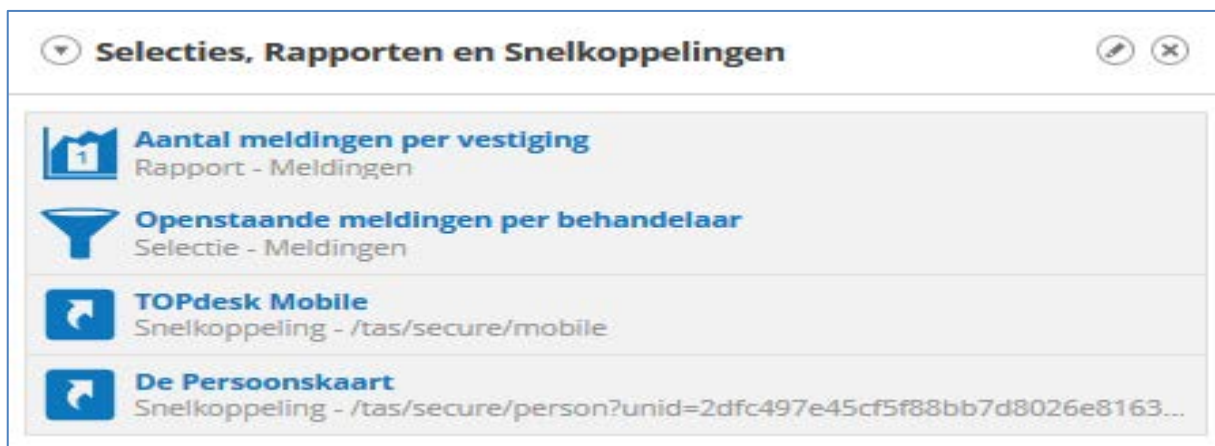 Selecties, Rapporten en Snelkoppelingen
1
Aantal meldingen per vestiging
Rapport - Meldingen
Openstaande meldingen per behandelaar
Selectie - Meldingen
TOPdesk Mobile
Snelkoppeling - /tas/secure/mobile
De Persoonskaart
Snelkoppeling - /tas/secure/person?unid=2dfc497e45cf5f88bb7d8026e8163...